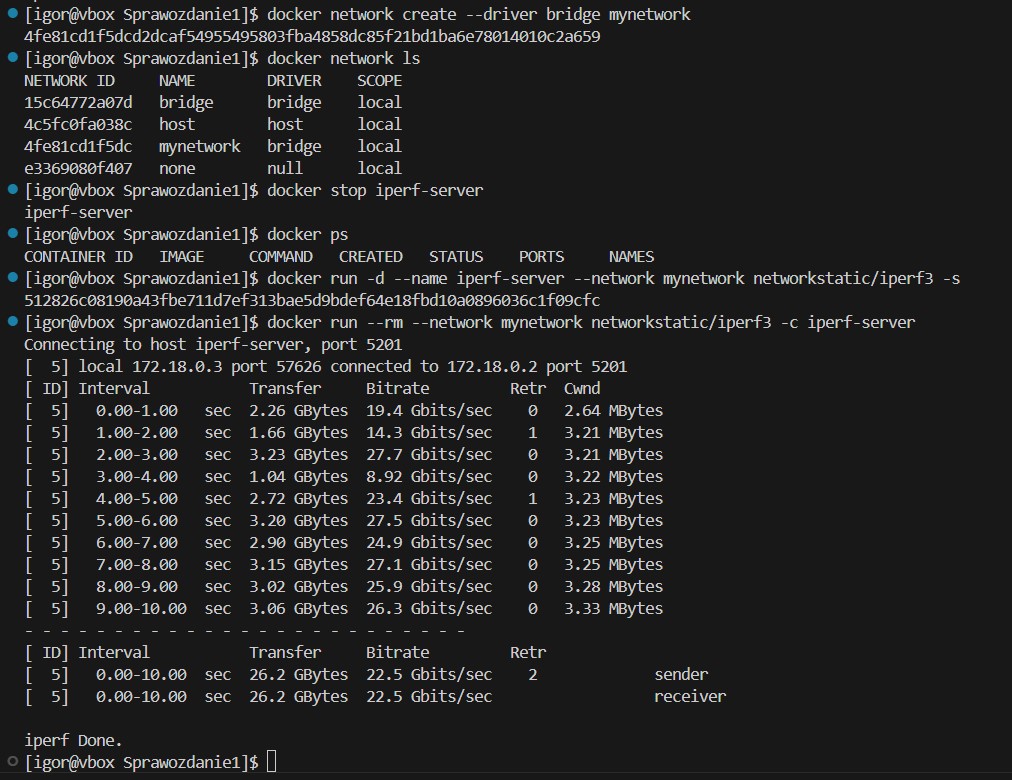 [igor@vbox Sprawozdanie1]$ docker network create --driver bridge mynetwork
4fe81cd1f5dcd2dcaf54955495803fba4858dc85f21bd1ba6e78014010c2a659
[igor@vbox Sprawozdanie1]$ docker network ls
NETWORK ID     NAME        DRIVER    SCOPE
15c64772a07d   bridge      bridge    local
4c5fc0fa038c   host        host      local
4fe81cd1f5dc   mynetwork   bridge    local
e3369080f407   none        null      local
[igor@vbox Sprawozdanie1]$ docker stop iperf-server
iperf-server
[igor@vbox Sprawozdanie1]$ docker ps
CONTAINER ID   IMAGE     COMMAND   CREATED   STATUS    PORTS     NAMES
[igor@vbox Sprawozdanie1]$ docker run -d --name iperf-server --network mynetwork networkstatic/iperf3 -s
512826c08190a43fbe711d7ef313bae5d9bdef64e18fbd10a0896036c1f09cfc
[igor@vbox Sprawozdanie1]$ docker run --rm --network mynetwork networkstatic/iperf3 -c iperf-server
Connecting to host iperf-server, port 5201
[  5] local 172.18.0.3 port 57626 connected to 172.18.0.2 port 5201
[ ID] Interval           Transfer     Bitrate         Retr  Cwnd
[  5]   0.00-1.00   sec  2.26 GBytes  19.4 Gbits/sec    0   2.64 MBytes
[  5]   1.00-2.00   sec  1.66 GBytes  14.3 Gbits/sec    1   3.21 MBytes
[  5]   2.00-3.00   sec  3.23 GBytes  27.7 Gbits/sec    0   3.21 MBytes
[  5]   3.00-4.00   sec  1.04 GBytes  8.92 Gbits/sec    0   3.22 MBytes
[  5]   4.00-5.00   sec  2.72 GBytes  23.4 Gbits/sec    1   3.23 MBytes
[  5]   5.00-6.00   sec  3.20 GBytes  27.5 Gbits/sec    0   3.23 MBytes
[  5]   6.00-7.00   sec  2.90 GBytes  24.9 Gbits/sec    0   3.25 MBytes
[  5]   7.00-8.00   sec  3.15 GBytes  27.1 Gbits/sec    0   3.25 MBytes
[  5]   8.00-9.00   sec  3.02 GBytes  25.9 Gbits/sec    0   3.28 MBytes
[  5]   9.00-10.00  sec  3.06 GBytes  26.3 Gbits/sec    0   3.33 MBytes
- - - - - - - - - - - - - - - - - - - - - - - - -
[ ID] Interval           Transfer     Bitrate         Retr
[  5]   0.00-10.00  sec  26.2 GBytes  22.5 Gbits/sec    2             sender
[  5]   0.00-10.00  sec  26.2 GBytes  22.5 Gbits/sec                  receiver
iperf Done.
[igor@vbox Sprawozdanie1]$